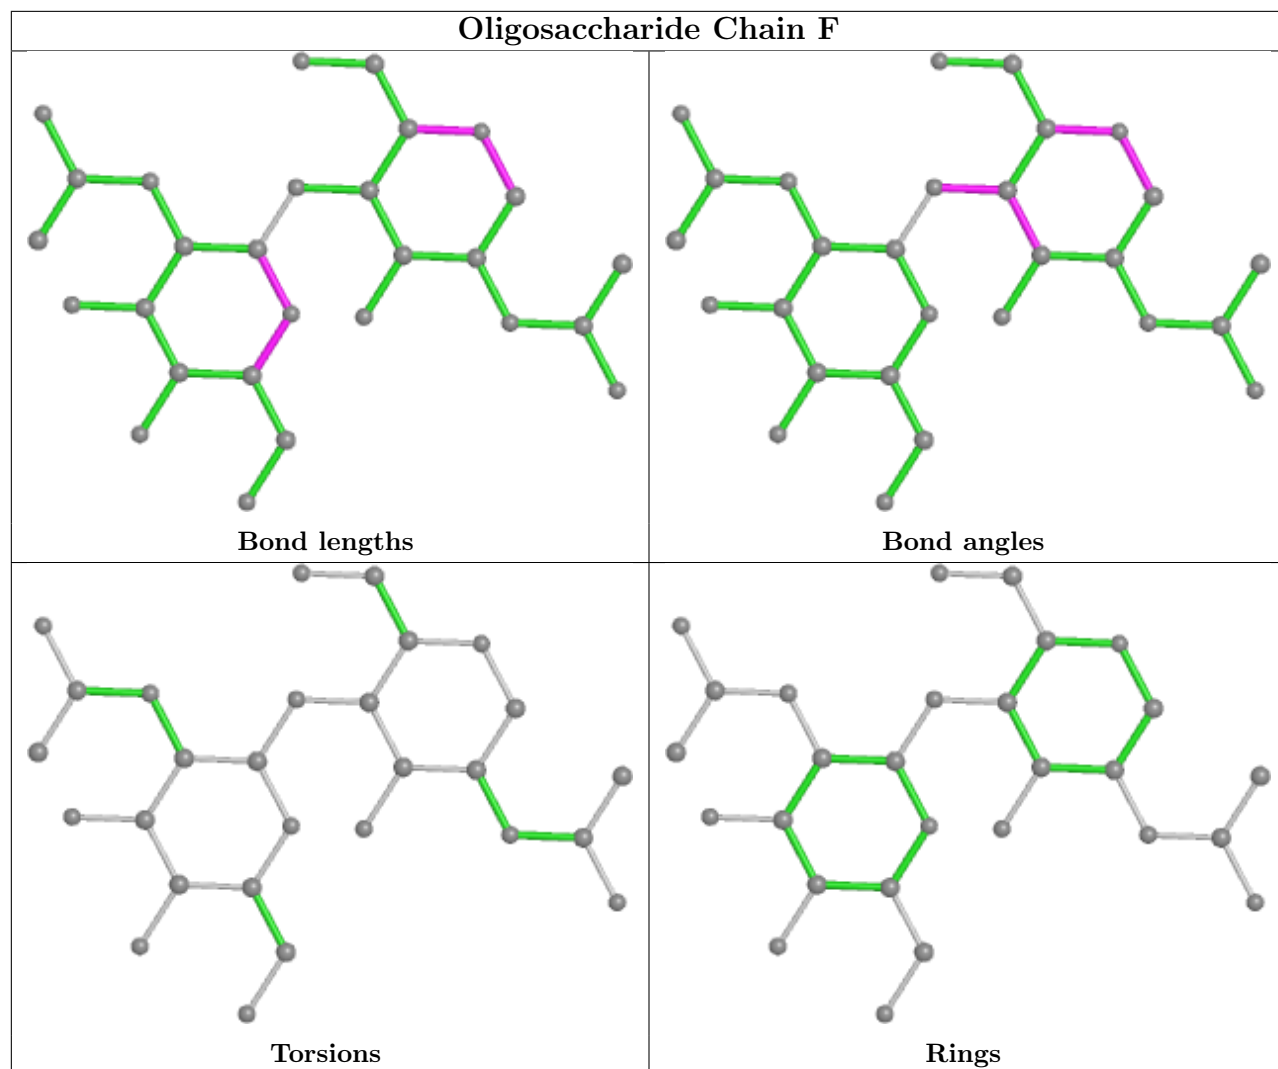 Oligosaccharide Chain F
Bond lengths
Bond angles
Torsions
Rings